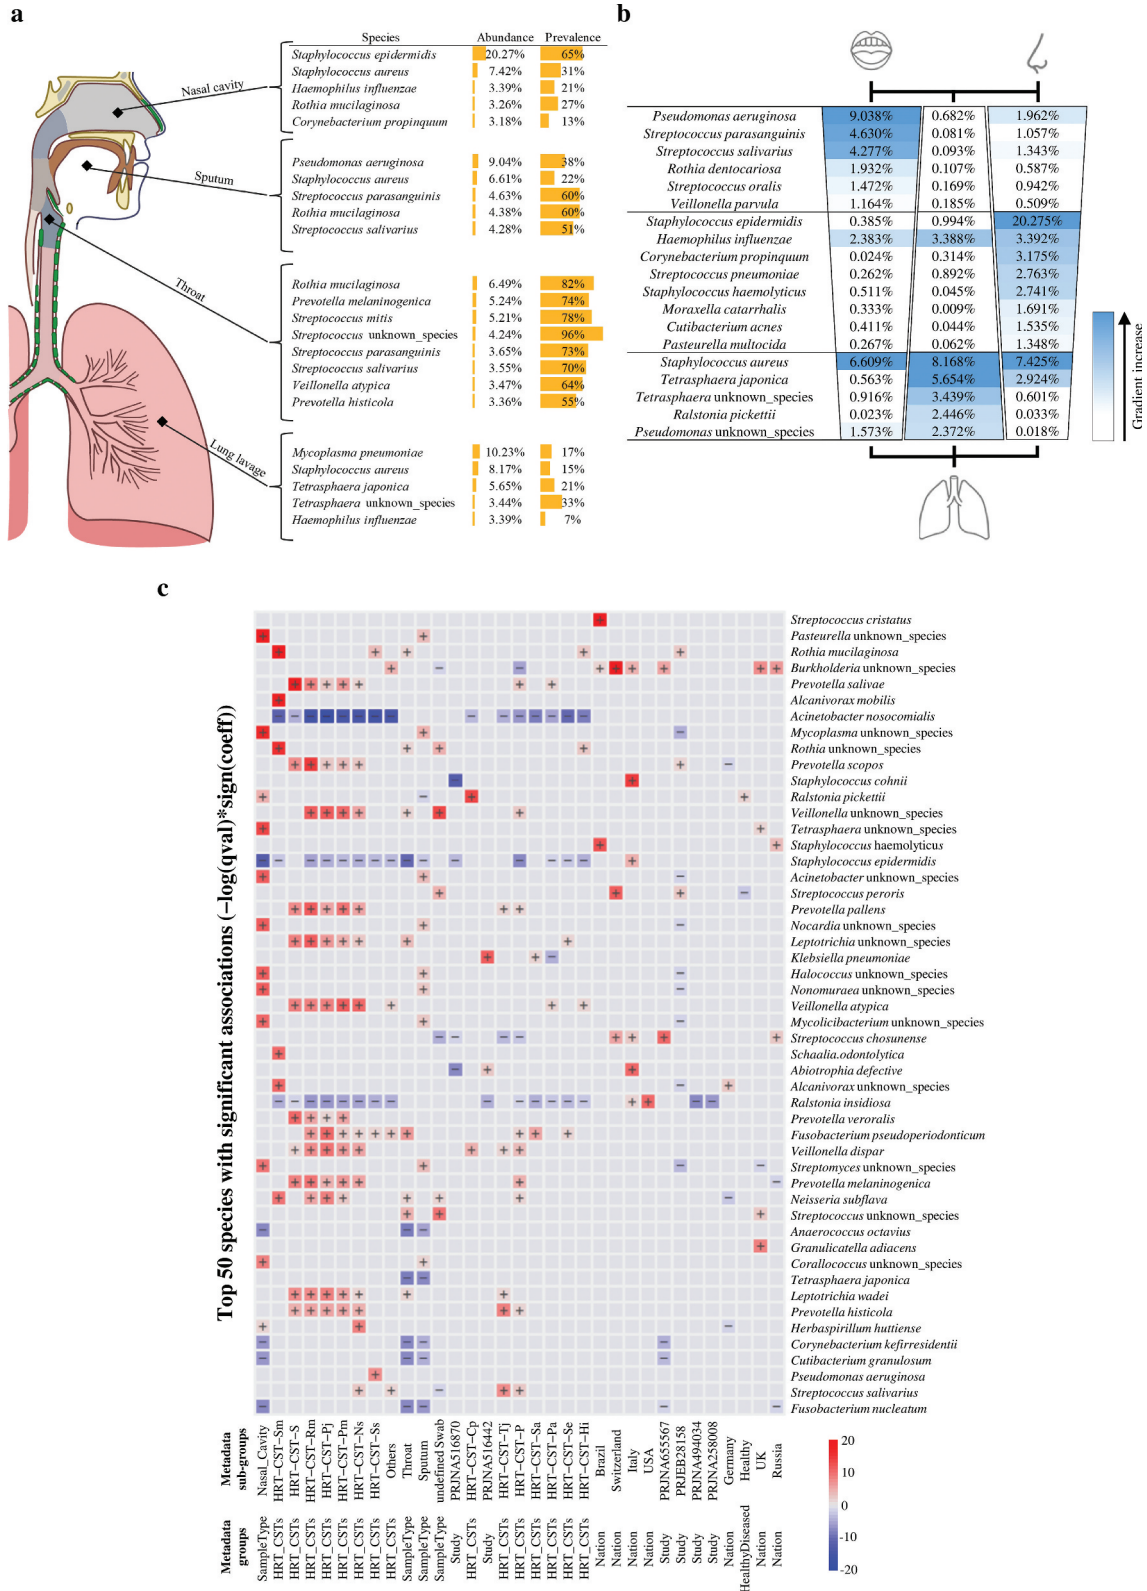 a
Species Abundance Prevalence
Nasal cavity
Staphylococcus epidermidis 20.27% 65%
Staphylococcus aureus 7.42% 31%
Haemophilus influenzae 3.39% 21%
Rothia mucilaginosa 3.26% 27%
Corynebacterium propinquum 3.18% 13%
Sputum
Pseudomonas aeruginosa 9.04% 38%
Staphylococcus aureus 6.61% 22%
Streptococcus parasanguinis 4.63% 60%
Rothia mucilaginosa 4.38% 60%
Streptococcus salivarius 4.28% 51%
Throat
Rothia mucilaginosa 6.49% 82%
Prevotella melaninogenica 5.24% 74%
Streptococcus mitis 5.21% 78%
Streptococcus unknown_species 4.24% 96%
Streptococcus parasanguinis 3.65% 73%
Streptococcus salivarius 3.55% 70%
Veillonella atypica 3.47% 64%
Prevotella histicola 3.36% 55%
Lung lavage
Mycoplasma pneumoniae 10.23% 17%
Staphylococcus aureus 8.17% 15%
Tetrasphaera japonica 5.65% 21%
Tetrasphaera unknown_species 3.44% 33%
Haemophilus influenzae 3.39% 7%
b
Pseudomonas aeruginosa 9.038% 0.682% 1.962%
Streptococcus parasanguinis 4.630% 0.081% 1.057%
Streptococcus salivarius 4.277% 0.093% 1.343%
Rothia dentocariosa 1.932% 0.107% 0.587%
Streptococcus oralis 1.472% 0.169% 0.942%
Veillonella parvula 1.164% 0.185% 0.509%
Staphylococcus epidermidis 0.385% 0.994% 20.275%
Haemophilus influenzae 2.383% 3.388% 3.392%
Corynebacterium propinquum 0.024% 0.314% 3.175%
Streptococcus pneumoniae 0.262% 0.892% 2.763%
Staphylococcus haemolyticus 0.511% 0.045% 2.741%
Moraxella catarrhalis 0.333% 0.009% 1.691%
Cutibacterium acnes 0.411% 0.044% 1.535%
Pasteurella multocida 0.267% 0.062% 1.348%
Staphylococcus aureus 6.609% 8.168% 7.425%
Tetrasphaera japonica 0.563% 5.654% 2.924%
Tetrasphaera unknown_species 0.916% 3.439% 0.601%
Ralstonia pickettii 0.023% 2.446% 0.033%
Pseudomonas unknown_species 1.573% 2.372% 0.018%
Gradient increase
c
Top 50 species with significant associations (−log(qval)*sign(coeff))
Streptococcus cristatus
Pasteurella unknown_species
Rothia mucilaginosa
Burkholderia unknown_species
Prevotella salivae
Alcanivorax mobilis
Acinetobacter nosocomialis
Mycoplasma unknown_species
Rothia unknown_species
Prevotella scopos
Staphylococcus cohnii
Ralstonia pickettii
Veillonella unknown_species
Tetrasphaera unknown_species
Staphylococcus haemolyticus
Staphylococcus epidermidis
Acinetobacter unknown_species
Streptococcus peroris
Prevotella pallens
Nocardia unknown_species
Leptotrichia unknown_species
Klebsiella pneumoniae
Halococcus unknown_species
Nonomuraea unknown_species
Veillonella atypica
Mycolicibacterium unknown_species
Streptococcus chosunense
Schaalia.odontolytica
Abiotrophia defective
Alcanivorax unknown_species
Ralstonia insidiosa
Prevotella veroralis
Fusobacterium pseudoperiodonticum
Veillonella dispar
Streptomyces unknown_species
Prevotella melaninogenica
Neisseria subflava
Streptococcus unknown_species
Anaerococcus octavius
Granulicatella adiacens
Corallococcus unknown_species
Tetrasphaera japonica
Leptotrichia wadei
Prevotella histicola
Herbaspirillum huttiense
Corynebacterium kefirresidentii
Cutibacterium granulosum
Pseudomonas aeruginosa
Streptococcus salivarius
Fusobacterium nucleatum
Metadata sub-groups
Nasal_Cavity
HRT−CST−Sm
HRT−CST−S
HRT−CST−Rm
HRT−CST−Pj
HRT−CST−Pm
HRT−CST−Ns
HRT−CST−Ss
Others
Throat
Sputum
undefined Swab
PRJNA516870
HRT−CST−Cp
PRJNA516442
HRT−CST−Tj
HRT−CST−P
HRT−CST−Sa
HRT−CST−Pa
HRT−CST−Se
HRT−CST−Hi
Brazil
Switzerland
Italy
USA
PRJNA655567
PRJEB28158
PRJNA494034
PRJNA258008
Germany
Healthy
UK
Russia
Metadata groups
SampleType
HRT_CSTs
HRT_CSTs
HRT_CSTs
HRT_CSTs
HRT_CSTs
HRT_CSTs
HRT_CSTs
HRT_CSTs
SampleType
SampleType
SampleType
Study
HRT_CSTs
Study
HRT_CSTs
HRT_CSTs
HRT_CSTs
HRT_CSTs
HRT_CSTs
HRT_CSTs
Nation
Nation
Nation
Nation
Study
Study
Study
Study
Nation
HealthyDiseased
Nation
Nation
20
10
0
-10
-20